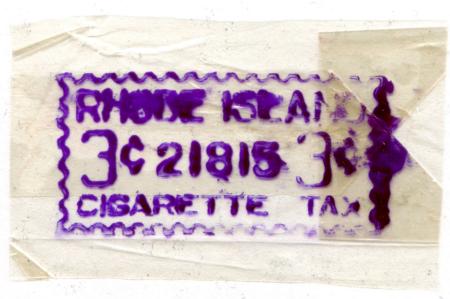 RHODE ISLAND
3¢ 21815 3¢
CIGARETTE TAX